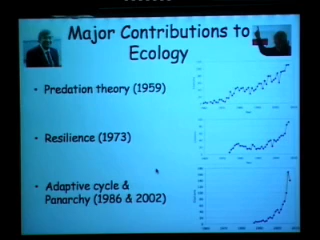 Major Contributions to
Ecology
• Predation theory (1959)
• Resilience (1973)
• Adaptive cycle &
Panarchy (1986 & 2002)